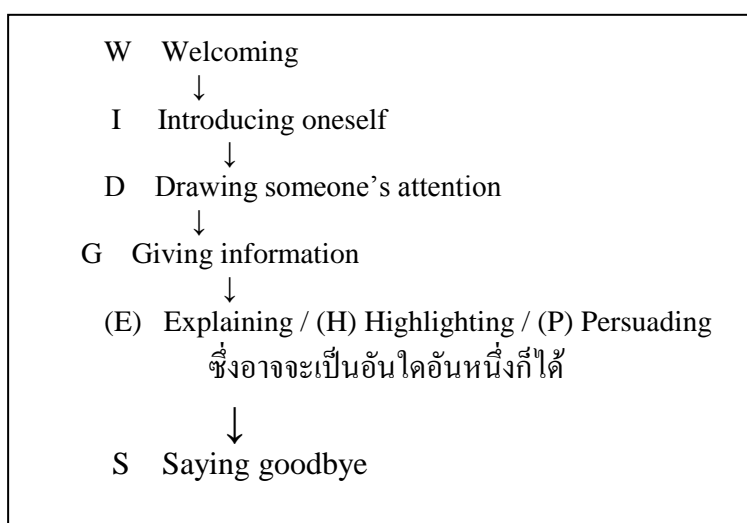 W Welcoming
↓
I Introducing oneself
↓
D Drawing someone’s attention
↓
G Giving information
↓
(E) Explaining / (H) Highlighting / (P) Persuading
ซึ่งอาจจะเป็นอันใดอันหนึ่งก็ได้
↓
S Saying goodbye